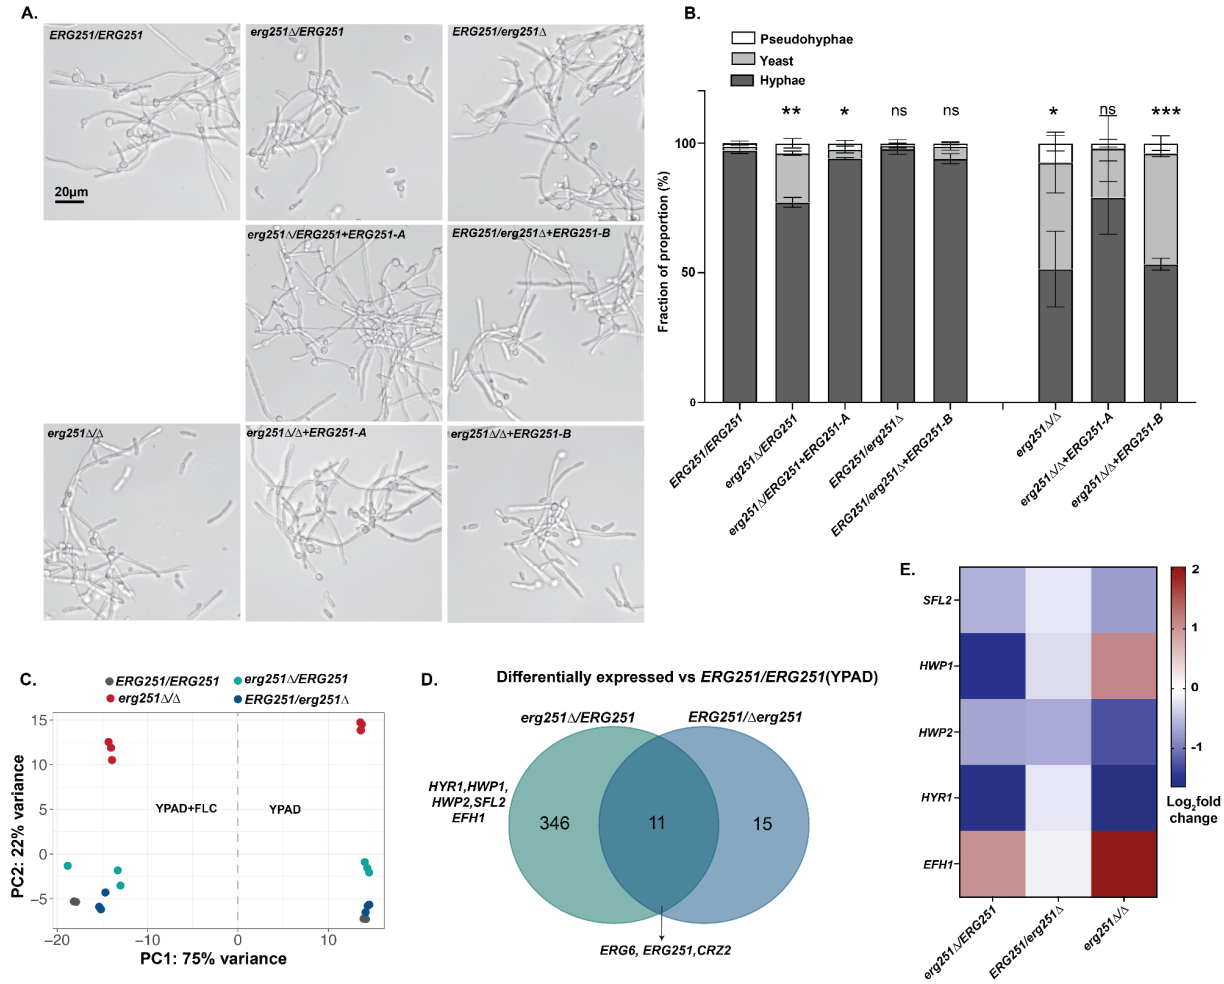 A.
ERG251/ERG251
erg251Δ/ERG251
ERG251/erg251Δ
20μm
erg251Δ/ERG251+ERG251-A
ERG251/erg251Δ+ERG251-B
erg251Δ/Δ
erg251Δ/Δ+ERG251-A
erg251Δ/Δ+ERG251-B
B.
Pseudohyphae
Yeast
Hyphae
** * ns ns * ns ***
100
50
0
Fraction of proportion (%)
ERG251/ERG251
erg251Δ/ERG251
erg251Δ/ERG251+ERG251-A
ERG251/erg251Δ
ERG251/erg251Δ+ERG251-B
erg251Δ/Δ
erg251Δ/Δ+ERG251-A
erg251Δ/Δ+ERG251-B
C.
ERG251/ERG251
erg251Δ/ERG251
erg251Δ/Δ
ERG251/erg251Δ
15
10
5
0
−5
PC2: 22% variance
YPAD+FLC
YPAD
−20 −10 0 10
PC1: 75% variance
D.
Differentially expressed vs ERG251/ERG251(YPAD)
erg251Δ/ERG251
ERG251/Δerg251
HYR1,HWP1,
HWP2,SFL2
EFH1
346
11
15
ERG6, ERG251,CRZ2
E.
SFL2
HWP1
HWP2
HYR1
EFH1
erg251Δ/ERG251
ERG251/erg251Δ
erg251Δ/Δ
2
1
0
-1
Log2fold
change